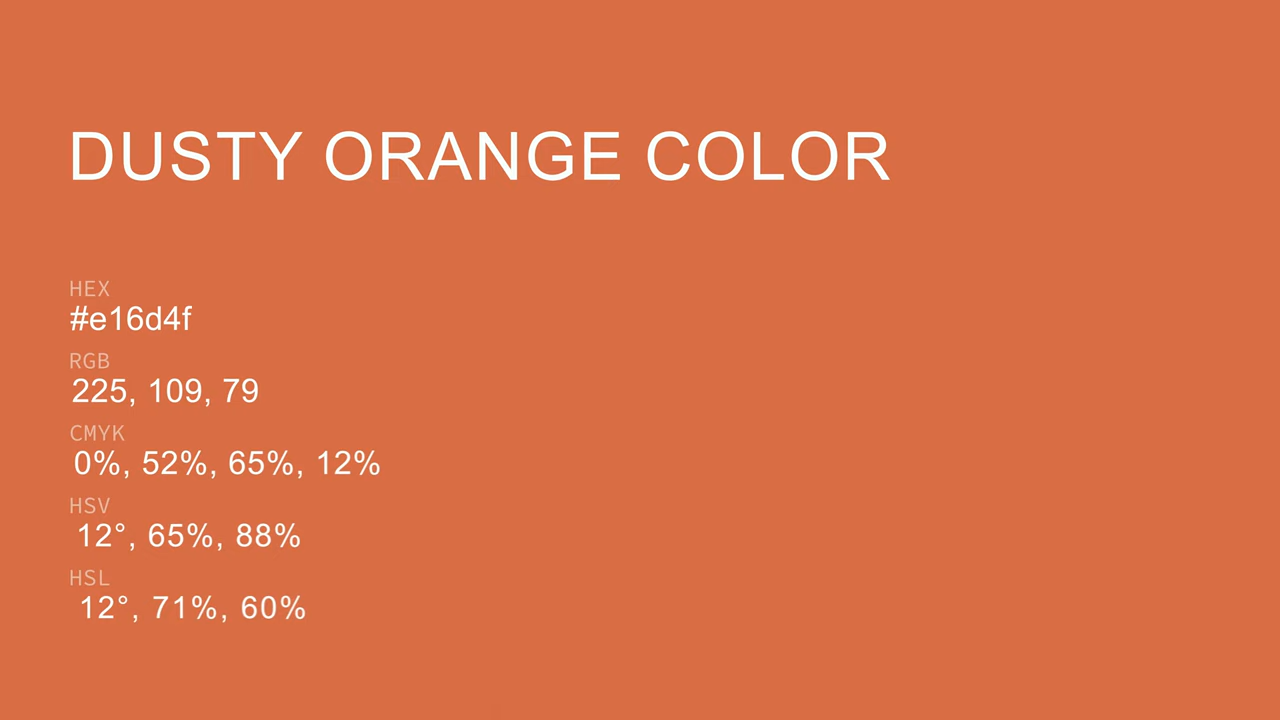 DUSTY ORANGE COLOR
HEX
#e16d4f
RGB
225, 109, 79
CMYK
0%, 52%, 65%, 12%
HSV
12°, 65%, 88%
HSL
12°, 71%, 60%